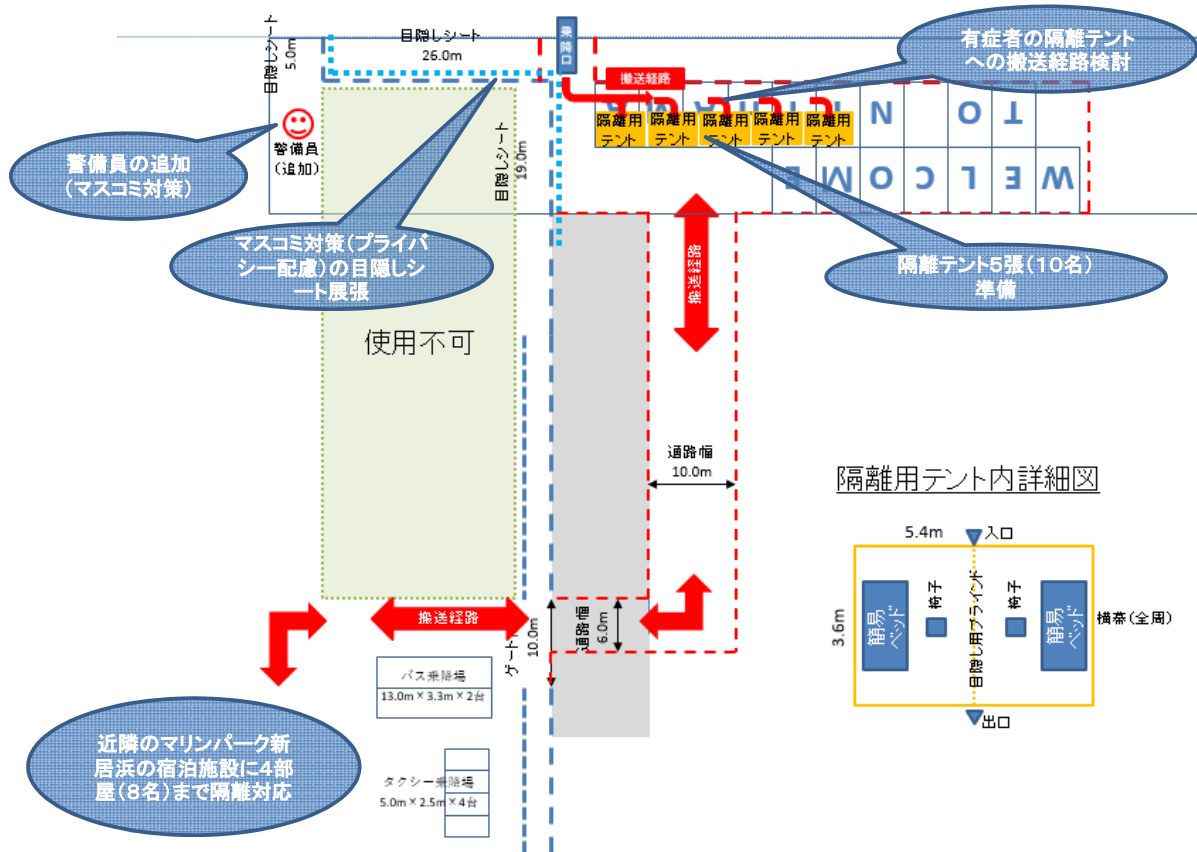 目隠しシート
5.0m
目隠しシート
26.0m
乗降口
搬送経路
有症者の隔離テント
への搬送経路検討
警備員の追加
(マスコミ対策)
警備員
(追加)
目隠しシート
19.0m
隔離用
テント
隔離用
テント
隔離用
テント
隔離用
テント
隔離用
テント
N
TO
WELCOME
マスコミ対策(プライバ
シー配慮)の目隠しシ
ート展張
隔離テント5張(10名)
準備
搬送経路
使用不可
通路幅
10.0m
隔離用テント内詳細図
5.4m
入口
3.6m
簡易
ベッド
椅子
目隠し用ブラインド
椅子
簡易
ベッド
横幕(全周)
出口
搬送経路
ゲート
10.0m
通路幅
6.0m
バス乗降場
13.0m×3.3m×2台
近隣のマリンパーク新
居浜の宿泊施設に4部
屋(8名)まで隔離対応
タクシー乗降場
5.0m×2.5m×4台